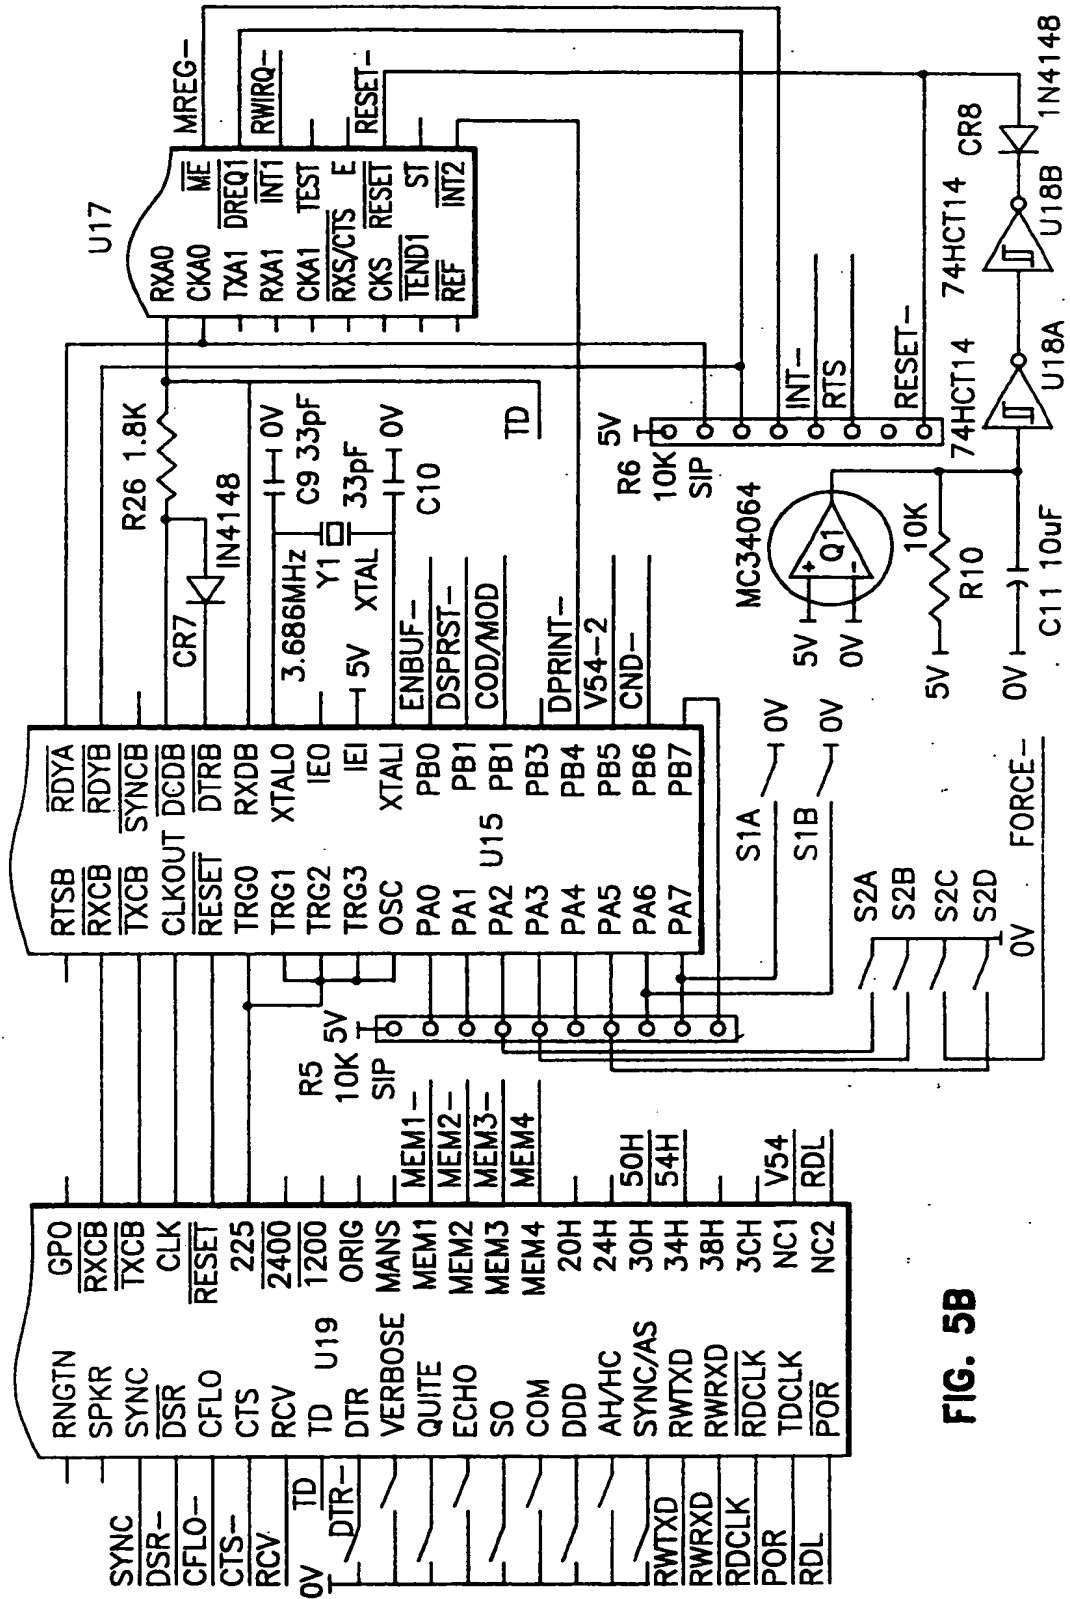 SYNC
DSR-
CFLO-
CTS-
RCV
TD
DTR-
0V
RWTXD
RWRXD
RDCLK
POR
RDL
RNGTN
SPKR
SYNC
DSR
CFLO
CTS
RCV
TD
DTR
VERBOSE
QUITE
ECHO
SO
COM
DDD
AH/HC
SYNC/AS
RWTXD
RWRXD
RDCLK
TDCLK
POR
U19
GPO
RXCB
TXCB
CLK
RESET
225
2400
1200
ORIG
MANS
MEM1
MEM2
MEM3
MEM4
20H
24H
30H
34H
38H
3CH
NC1
NC2
MEM1-
MEM2-
MEM3-
MEM4
50H
54H
V54
RDL
R5
10K
SIP
5V
RTSB
RXCB
TXCB
CLKOUT
RESET
TRG0
TRG1
TRG2
TRG3
OSC
PA0
PA1
PA2
PA3
PA4
PA5
PA6
PA7
U15
RDYA
RDYB
SYNCB
DCDB
DTRB
RXDB
XTALO
IEO
IEI
XTALI
PB0
PB1
PB1
PB3
PB4
PB5
PB6
PB7
S2A
S2B
S2C
S2D
0V
FORCE-
S1A
0V
S1B
0V
CR7
IN4148
R26 1.8K
3.686MHz
Y1
XTAL
5V
0V
C9 33pF
33pF
0V
C10
ENBUF-
DSPRST-
COD/MOD
DPRINT-
V54-2
CND-
TD
U17
RXA0
CKA0
TXA1
RXA1
CKA1
RXS/CTS
CKS
TEND1
REF
ME
DREQ1
INT1
TEST
E
RESET
ST
INT2
MREG-
RWIRQ-
RESET-
R6
10K
SIP
5V
INT-
RTS
RESET-
MC34064
Q1
+
-
5V
0V
10K
R10
5V
0V
C11 10uF
74HCT14
U18A
74HCT14
U18B
CR8
1N4148
FIG. 5B